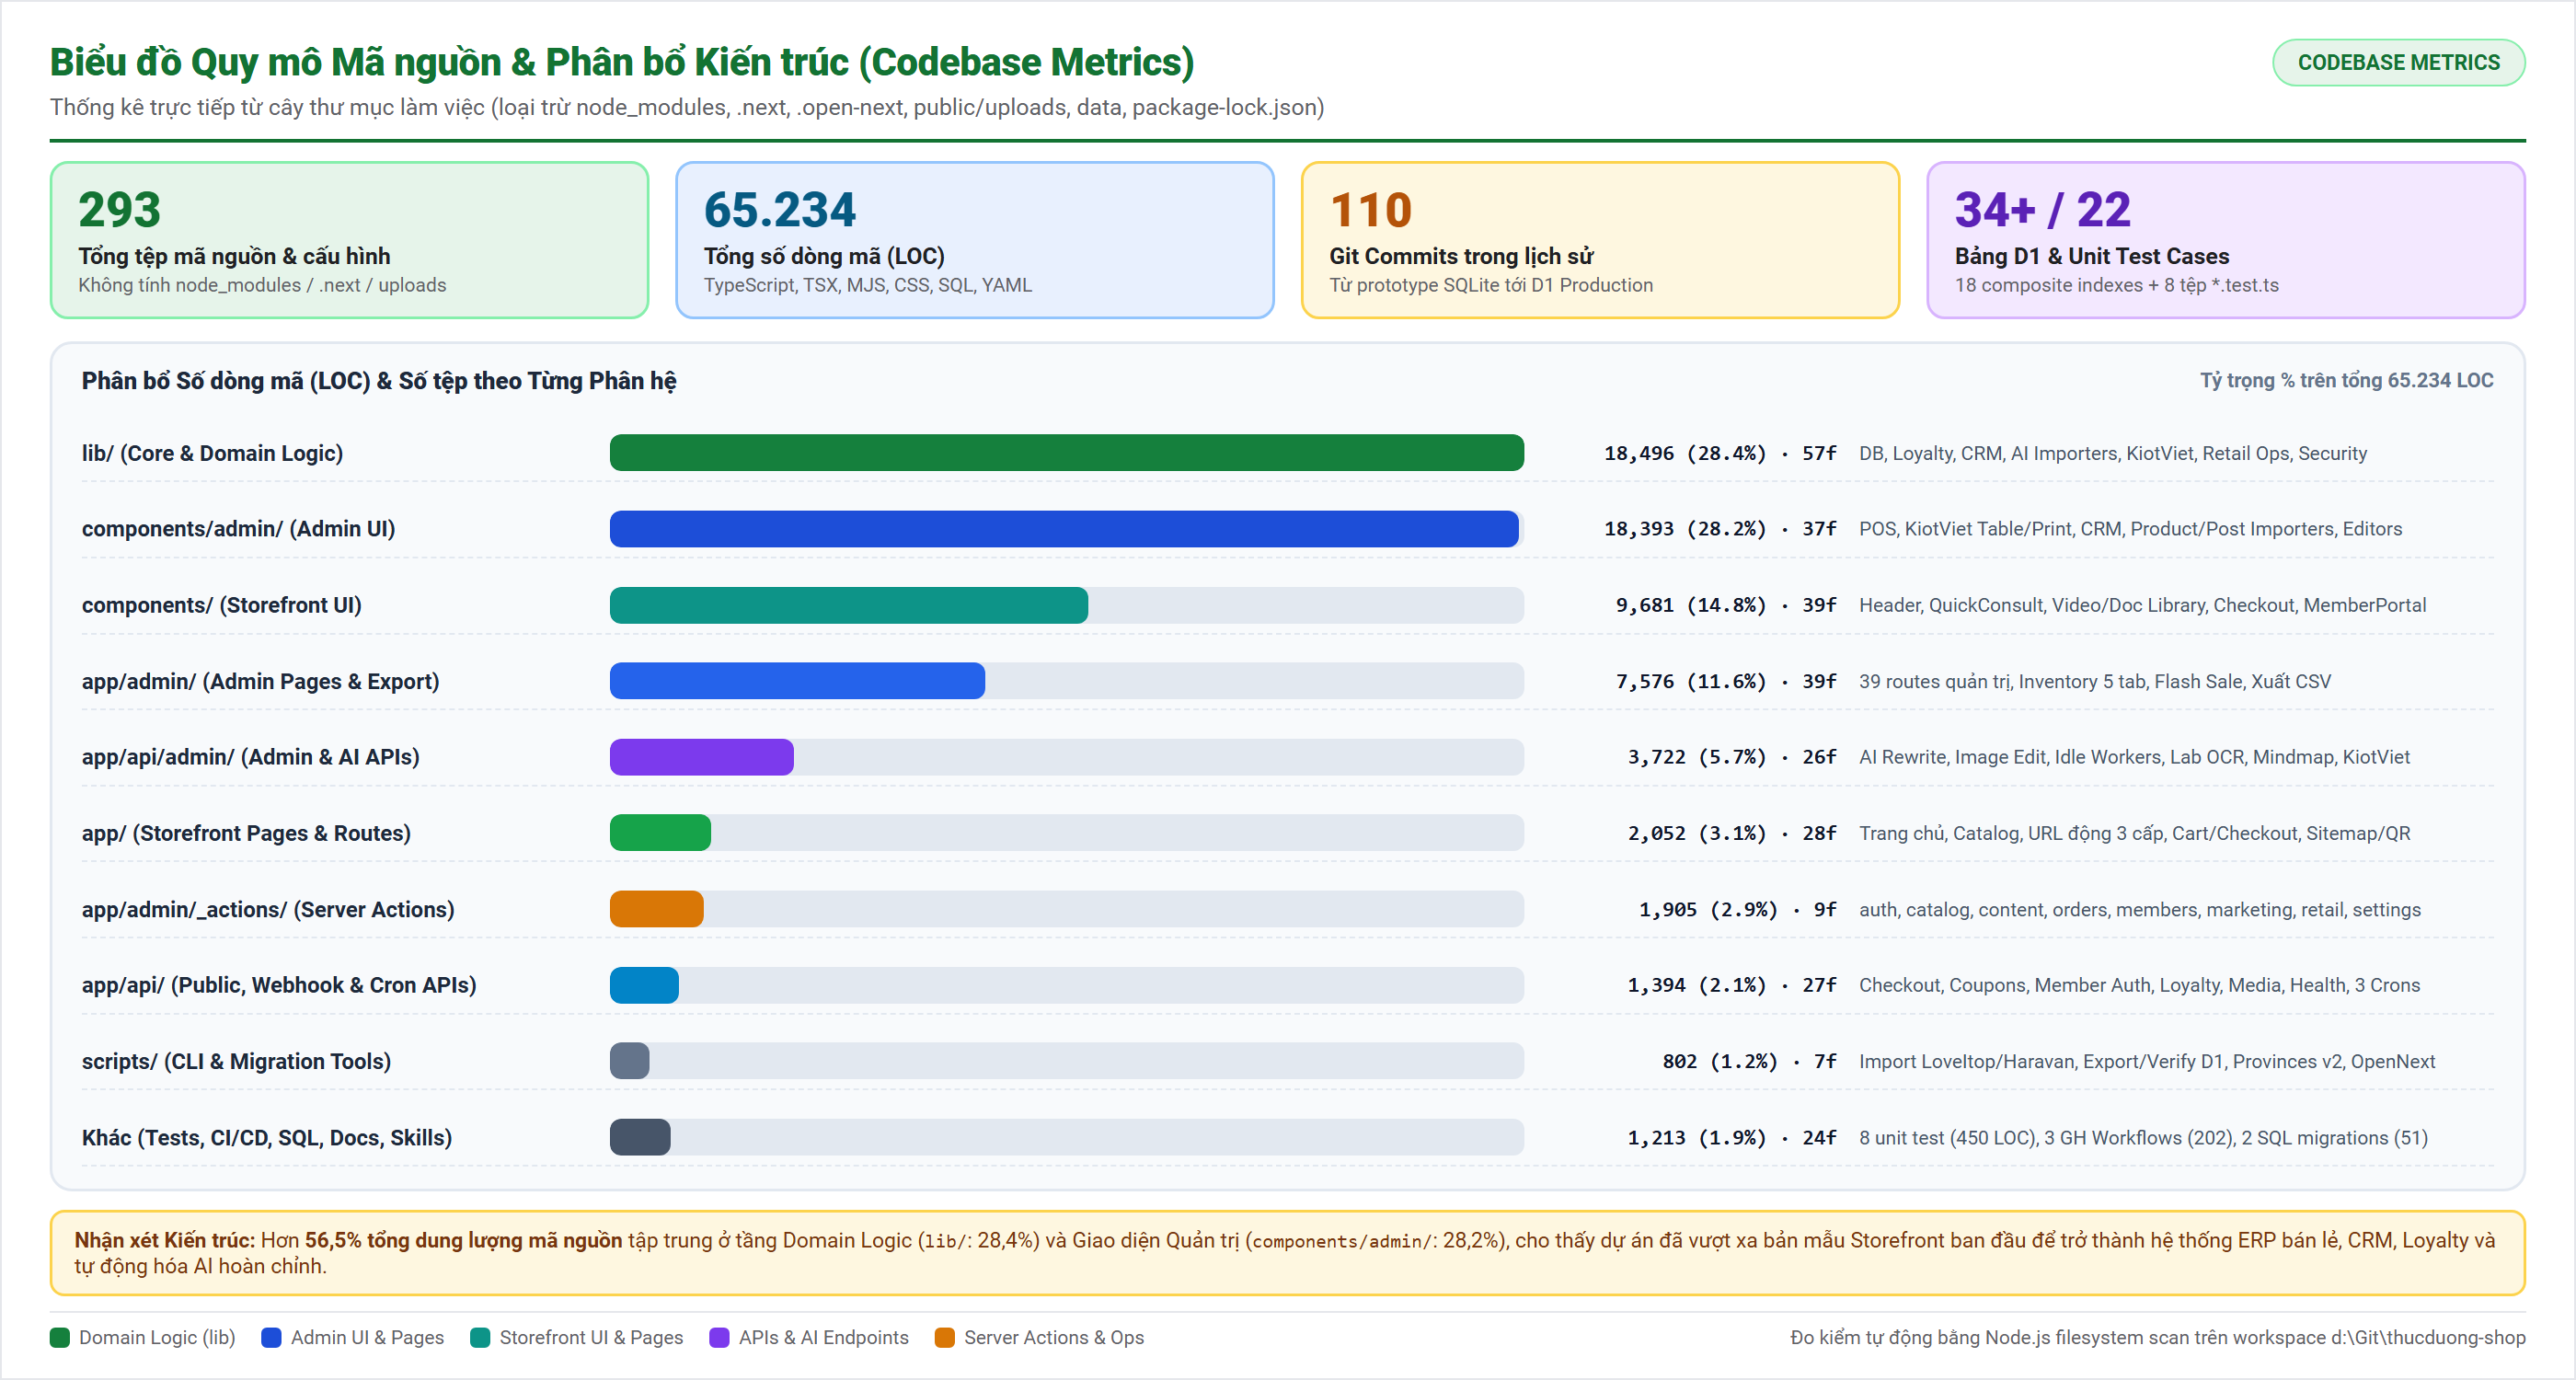 Biểu đồ Quy mô Mã nguồn & Phân bổ Kiến trúc (Codebase Metrics)
CODEBASE METRICS
Thống kê trực tiếp từ cây thư mục làm việc (loại trừ node_modules, .next, .open-next, public/uploads, data, package-lock.json)
293
Tổng tệp mã nguồn & cấu hình
Không tính node_modules / .next / uploads
65.234
Tổng số dòng mã (LOC)
TypeScript, TSX, MJS, CSS, SQL, YAML
110
Git Commits trong lịch sử
Từ prototype SQLite tới D1 Production
34+ / 22
Bảng D1 & Unit Test Cases
18 composite indexes + 8 tệp *.test.ts
Phân bổ Số dòng mã (LOC) & Số tệp theo Từng Phân hệ
Tỷ trọng % trên tổng 65.234 LOC
lib/ (Core & Domain Logic) 18,496 (28.4%) · 57f DB, Loyalty, CRM, AI Importers, KiotViet, Retail Ops, Security
components/admin/ (Admin UI) 18,393 (28.2%) · 37f POS, KiotViet Table/Print, CRM, Product/Post Importers, Editors
components/ (Storefront UI) 9,681 (14.8%) · 39f Header, QuickConsult, Video/Doc Library, Checkout, MemberPortal
app/admin/ (Admin Pages & Export) 7,576 (11.6%) · 39f 39 routes quản trị, Inventory 5 tab, Flash Sale, Xuất CSV
app/api/admin/ (Admin & AI APIs) 3,722 (5.7%) · 26f AI Rewrite, Image Edit, Idle Workers, Lab OCR, Mindmap, KiotViet
app/ (Storefront Pages & Routes) 2,052 (3.1%) · 28f Trang chủ, Catalog, URL động 3 cấp, Cart/Checkout, Sitemap/QR
app/admin/_actions/ (Server Actions) 1,905 (2.9%) · 9f auth, catalog, content, orders, members, marketing, retail, settings
app/api/ (Public, Webhook & Cron APIs) 1,394 (2.1%) · 27f Checkout, Coupons, Member Auth, Loyalty, Media, Health, 3 Crons
scripts/ (CLI & Migration Tools) 802 (1.2%) · 7f Import Loveltop/Haravan, Export/Verify D1, Provinces v2, OpenNext
Khác (Tests, CI/CD, SQL, Docs, Skills) 1,213 (1.9%) · 24f 8 unit test (450 LOC), 3 GH Workflows (202), 2 SQL migrations (51)
Nhận xét Kiến trúc: Hơn 56,5% tổng dung lượng mã nguồn tập trung ở tầng Domain Logic (lib/: 28,4%) và Giao diện Quản trị (components/admin/: 28,2%), cho thấy dự án đã vượt xa bản mẫu Storefront ban đầu để trở thành hệ thống ERP bán lẻ, CRM, Loyalty và
tự động hóa AI hoàn chỉnh.
Domain Logic (lib) Admin UI & Pages Storefront UI & Pages APIs & AI Endpoints Server Actions & Ops
Đo kiểm tự động bằng Node.js filesystem scan trên workspace d:\Git\thucduong-shop